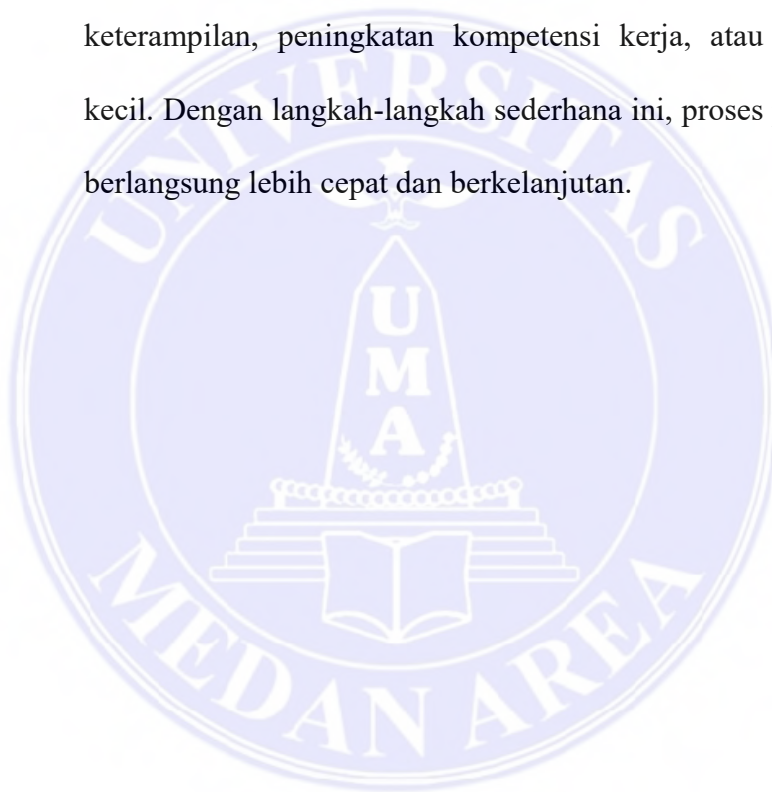 keterampilan, peningkatan kompetensi kerja, atau
kecil. Dengan langkah-langkah sederhana ini, proses
berlangsung lebih cepat dan berkelanjutan.
UNIVERSITAS
UMA
MEDAN AREA